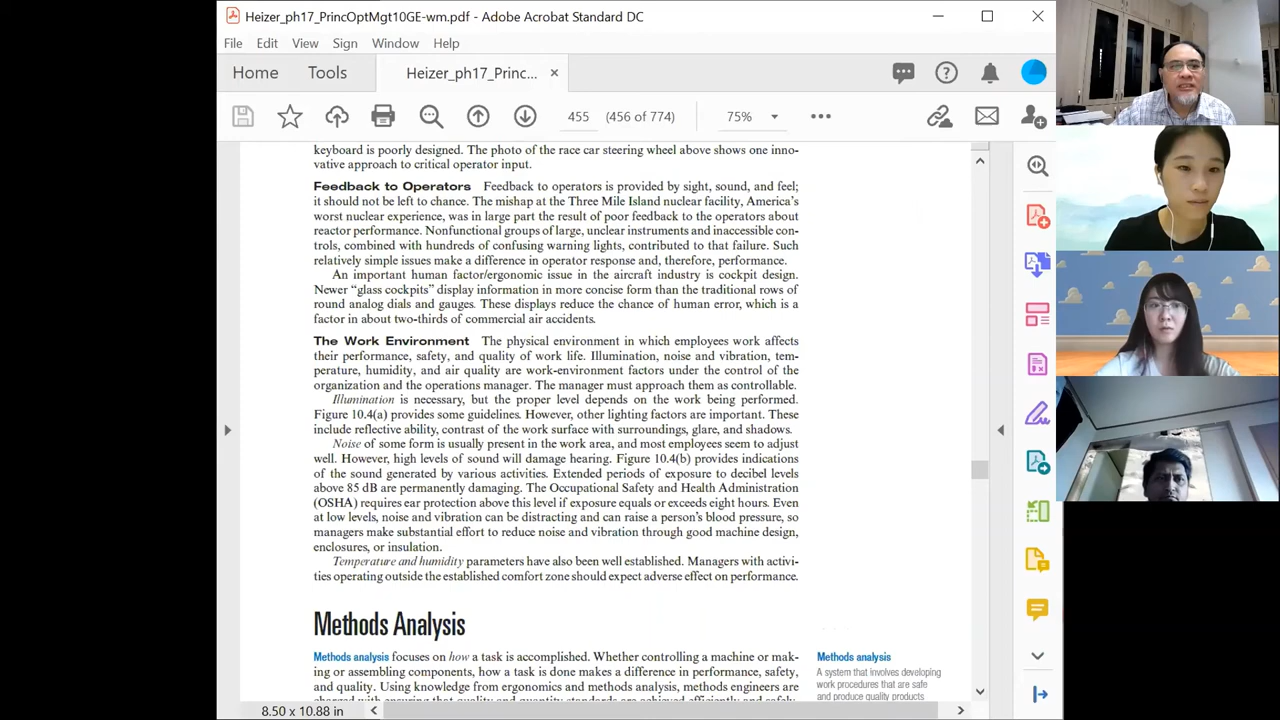 Heizer_ph17_PrincOptMgt10GE-wm.pdf - Adobe Acrobat Standard DC
File Edit View Sign Window Help
Home Tools Heizer_ph17_Princ... ×
455 (456 of 774) 75%
keyboard is poorly designed. The photo of the race car steering wheel above shows one inno-
vative approach to critical operator input.
Feedback to Operators Feedback to operators is provided by sight, sound, and feel;
it should not be left to chance. The mishap at the Three Mile Island nuclear facility, America's
worst nuclear experience, was in large part the result of poor feedback to the operators about
reactor performance. Nonfunctional groups of large, unclear instruments and inaccessible con-
trols, combined with hundreds of confusing warning lights, contributed to that failure. Such
relatively simple issues make a difference in operator response and, therefore, performance.
An important human factor/ergonomic issue in the aircraft industry is cockpit design.
Newer "glass cockpits" display information in more concise form than the traditional rows of
round analog dials and gauges. These displays reduce the chance of human error, which is a
factor in about two-thirds of commercial air accidents.
The Work Environment The physical environment in which employees work affects
their performance, safety, and quality of work life. Illumination, noise and vibration, tem-
perature, humidity, and air quality are work-environment factors under the control of the
organization and the operations manager. The manager must approach them as controllable.
Illumination is necessary, but the proper level depends on the work being performed.
Figure 10.4(a) provides some guidelines. However, other lighting factors are important. These
include reflective ability, contrast of the work surface with surroundings, glare, and shadows.
Noise of some form is usually present in the work area, and most employees seem to adjust
well. However, high levels of sound will damage hearing. Figure 10.4(b) provides indications
of the sound generated by various activities. Extended periods of exposure to decibel levels
above 85 dB are permanently damaging. The Occupational Safety and Health Administration
(OSHA) requires ear protection above this level if exposure equals or exceeds eight hours. Even
at low levels, noise and vibration can be distracting and can raise a person's blood pressure, so
managers make substantial effort to reduce noise and vibration through good machine design,
enclosures, or insulation.
Temperature and humidity parameters have also been well established. Managers with activi-
ties operating outside the established comfort zone should expect adverse effect on performance.
Methods Analysis
Methods analysis focuses on how a task is accomplished. Whether controlling a machine or mak-
ing or assembling components, how a task is done makes a difference in performance, safety,
and quality. Using knowledge from ergonomics and methods analysis, methods engineers are
charged with ensuring that quality and quantity standards are achieved efficiently and safely.
Methods analysis
A system that involves developing
work procedures that are safe
and produce quality products
8.50 x 10.88 in